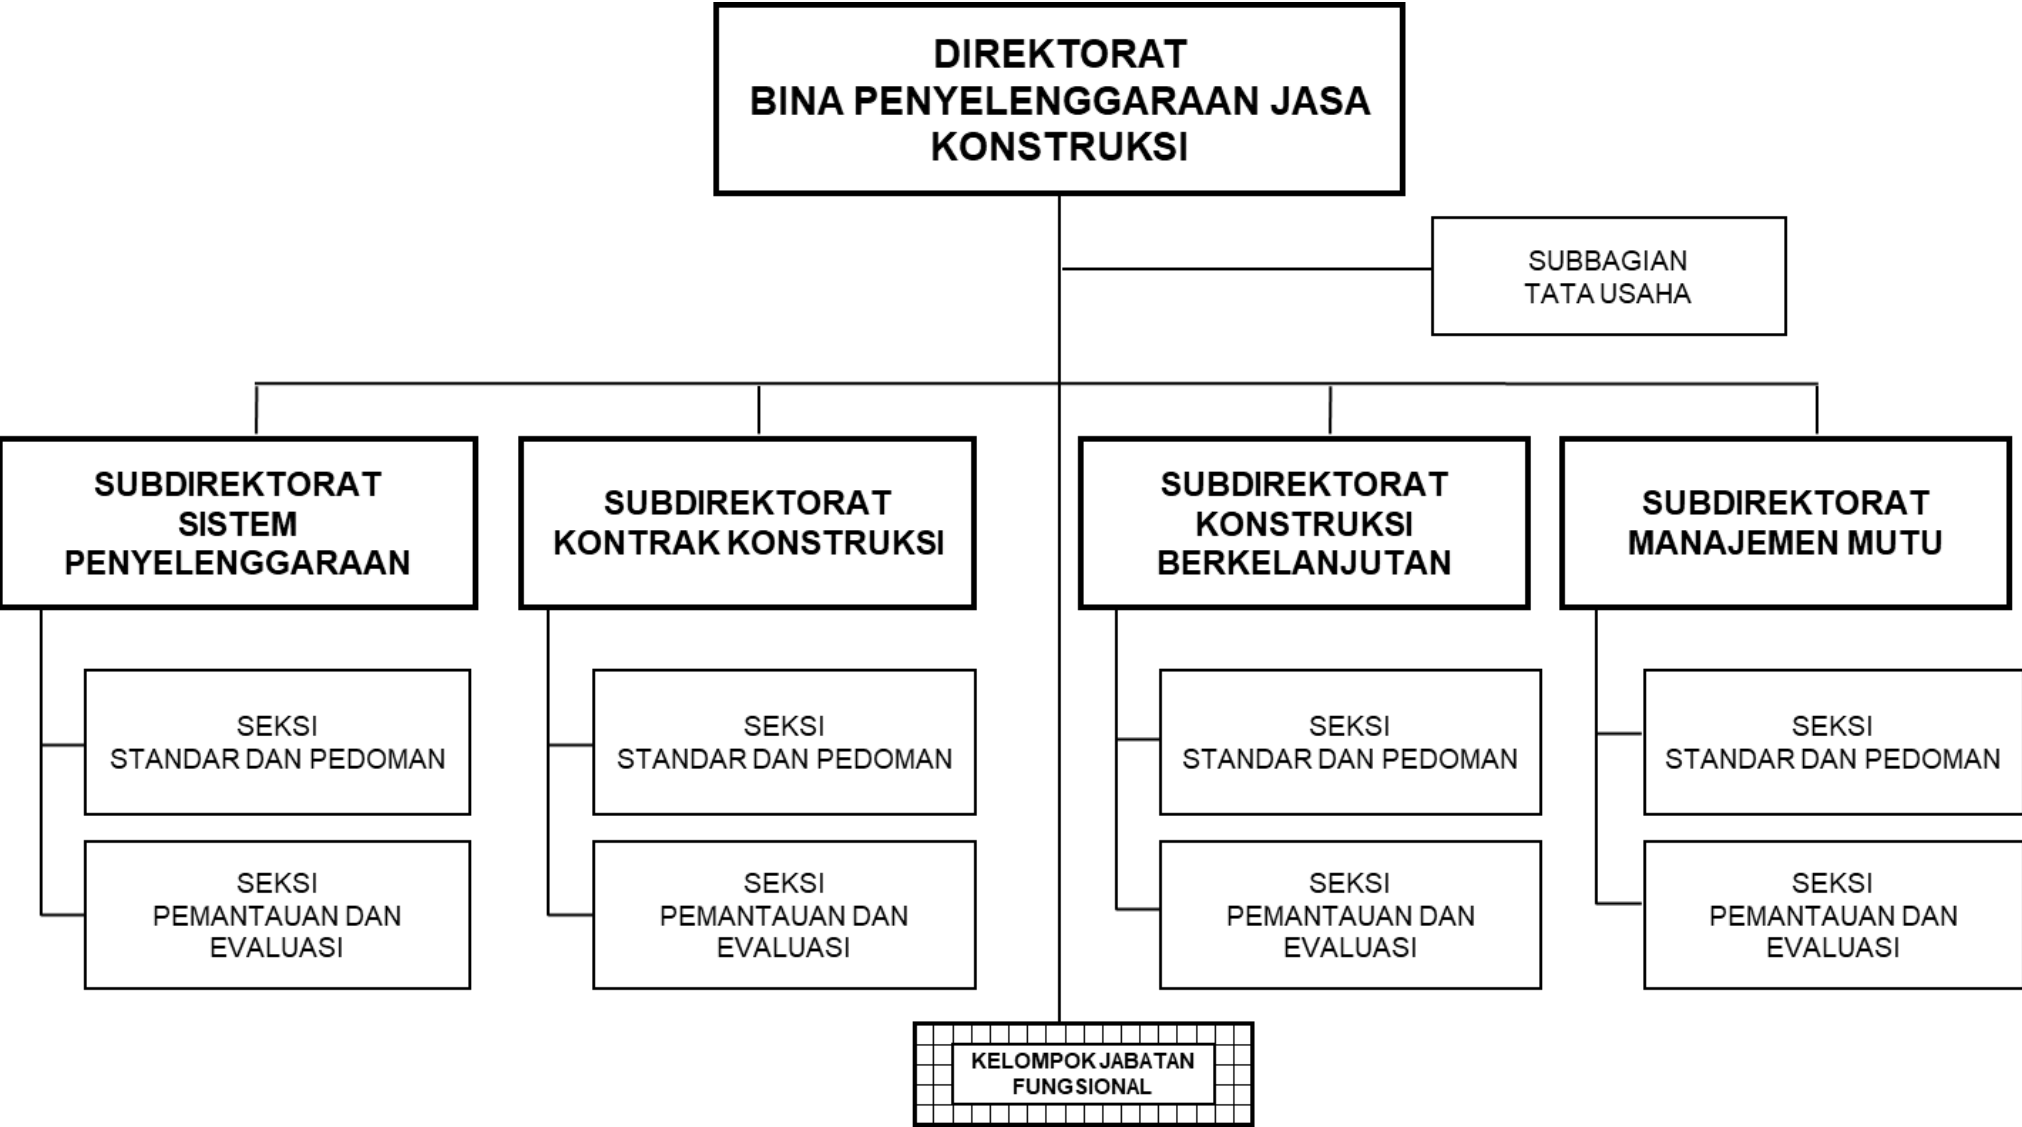 DIREKTORAT
BINA PENYELENGGARAAN JASA
KONSTRUKSI
SUBBAGIAN
TATA USAHA
SUBDIREKTORAT
SISTEM
PENYELENGGARAAN
SUBDIREKTORAT
KONTRAK KONSTRUKSI
SUBDIREKTORAT
KONSTRUKSI
BERKELANJUTAN
SUBDIREKTORAT
MANAJEMEN MUTU
SEKSI
STANDAR DAN PEDOMAN
SEKSI
STANDAR DAN PEDOMAN
SEKSI
STANDAR DAN PEDOMAN
SEKSI
STANDAR DAN PEDOMAN
SEKSI
PEMANTAUAN DAN
EVALUASI
SEKSI
PEMANTAUAN DAN
EVALUASI
SEKSI
PEMANTAUAN DAN
EVALUASI
SEKSI
PEMANTAUAN DAN
EVALUASI
KELOMPOK JABATAN
FUNGSIONAL